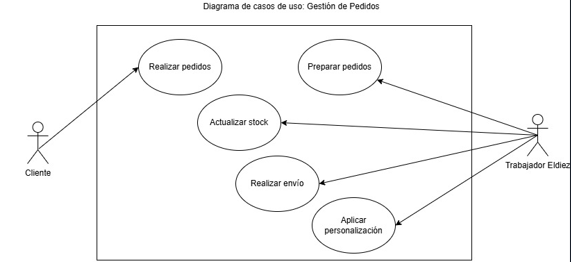 Diagrama de casos de uso: Gestión de Pedidos
Realizar pedidos
Preparar pedidos
Actualizar stock
Cliente
Trabajador Eldiez
Realizar envío
Aplicar
personalización